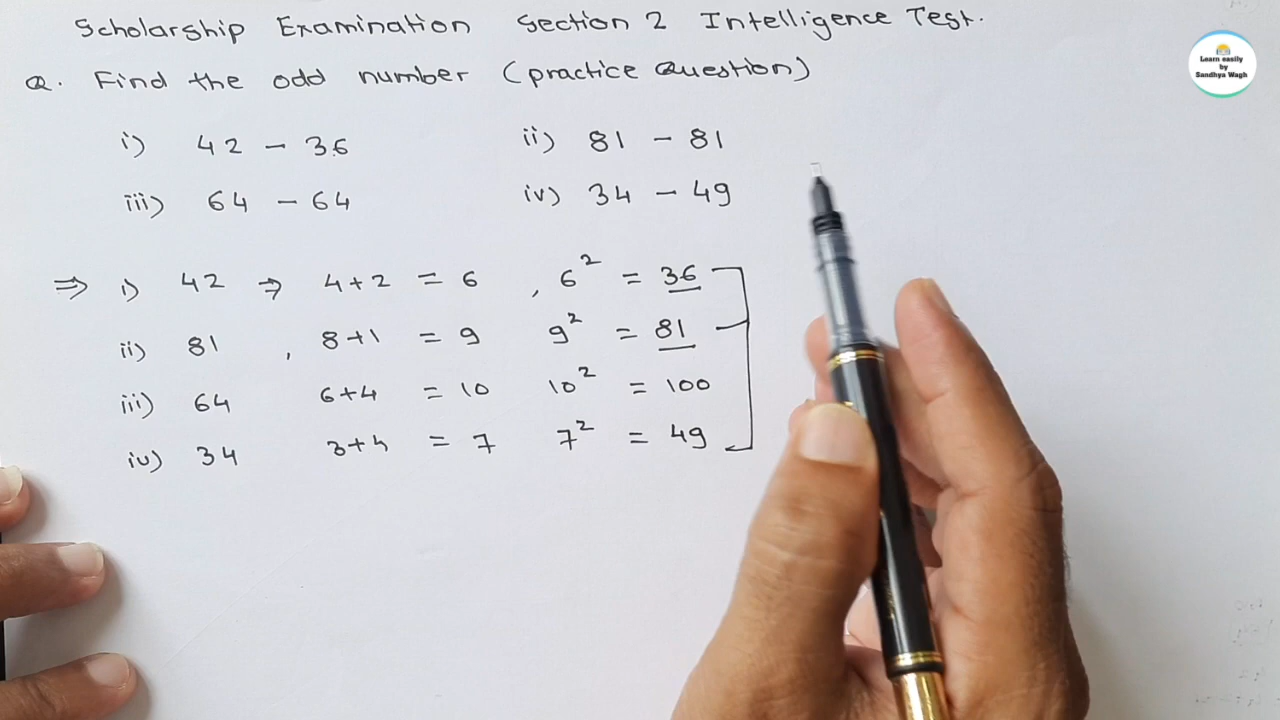 Scholarship Examination Section 2 Intelligence Test.
Q. Find the odd number (practice Question)
i) 42 - 36 ii) 81 - 81
iii) 64 - 64 iv) 34 - 49
⇒ i) 42 ⇒ 4+2 = 6 , 6² = 36
ii) 81 , 8+1 = 9 9² = 81
iii) 64 6+4 = 10 10² = 100
iv) 34 3+4 = 7 7² = 49
Learn easily
by
Sandhya Wagh